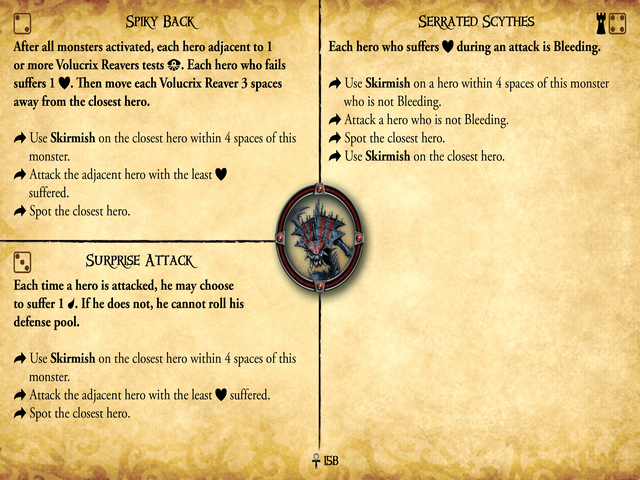 Spiky Back
After all monsters activated, each hero adjacent to 1
or more Volucrix Reavers tests . Each hero who fails
suffers 1 . Then move each Volucrix Reaver 3 spaces
away from the closest hero.
Use Skirmish on the closest hero within 4 spaces of this
monster.
Attack the adjacent hero with the least
suffered.
Spot the closest hero.
Surprise Attack
Each time a hero is attacked, he may choose
to suffer 1 . If he does not, he cannot roll his
defense pool.
Use Skirmish on the closest hero within 4 spaces of this
monster.
Attack the adjacent hero with the least suffered.
Spot the closest hero.
Serrated Scythes
Each hero who suffers during an attack is Bleeding.
Use Skirmish on a hero within 4 spaces of this monster
who is not Bleeding.
Attack a hero who is not Bleeding.
Spot the closest hero.
Use Skirmish on the closest hero.
15B